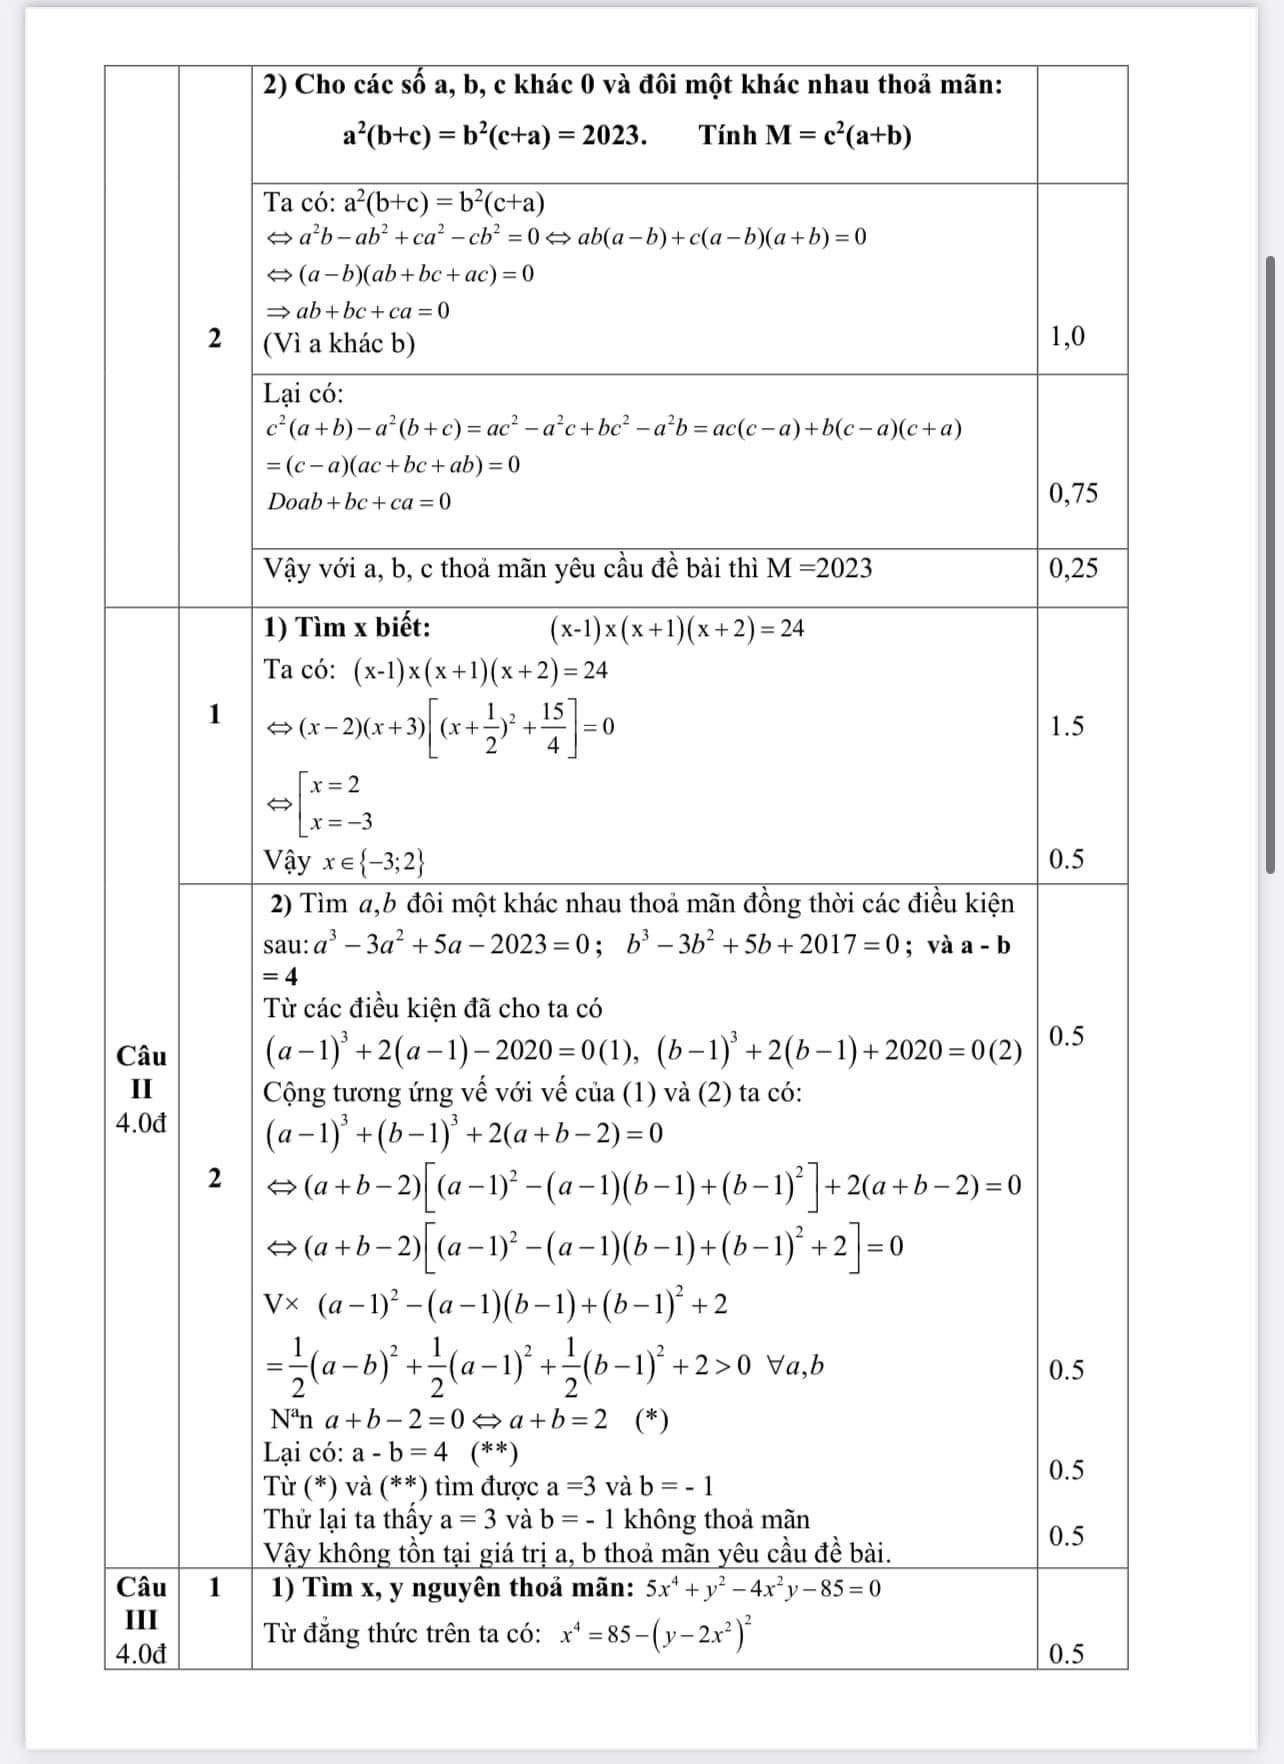 2) Cho các số a, b, c khác 0 và đôi một khác nhau thoả mãn:
a²(b+c) = b²(c+a) = 2023. Tính M = c²(a+b)
Ta có: a²(b+c) = b²(c+a)
⇔ a²b – ab² + ca² – cb² = 0 ⇔ ab(a – b) + c(a – b)(a + b) = 0
⇔ (a – b)(ab + bc + ac) = 0
⇒ ab + bc + ca = 0
2 (Vì a khác b) 1,0
Lại có:
c²(a + b) – a²(b + c) = ac² – a²c + bc² – a²b = ac(c – a) + b(c – a)(c + a)
= (c – a)(ac + bc + ab) = 0
Doab + bc + ca = 0 0,75
Vậy với a, b, c thoả mãn yêu cầu đề bài thì M =2023 0,25
1) Tìm x biết: (x-1)x(x+1)(x+2) = 24
Ta có: (x-1)x(x+1)(x+2) = 24
1 ⇔ (x – 2)(x + 3)[(x + 1/2)² + 15/4] = 0 1.5
⇔ [ x = 2
x = –3
Vậy x ∈ {–3; 2} 0.5
2) Tìm a,b đôi một khác nhau thoả mãn đồng thời các điều kiện
sau: a³ – 3a² + 5a – 2023 = 0 ; b³ – 3b² + 5b + 2017 = 0 ; và a - b
= 4
Từ các điều kiện đã cho ta có
(a – 1)³ + 2(a – 1) – 2020 = 0(1), (b – 1)³ + 2(b – 1) + 2020 = 0(2) 0.5
Câu
II
4.0đ
Cộng tương ứng vế với vế của (1) và (2) ta có:
(a – 1)³ + (b – 1)³ + 2(a + b – 2) = 0
2 ⇔ (a + b – 2)[(a – 1)² – (a – 1)(b – 1) + (b – 1)²] + 2(a + b – 2) = 0
⇔ (a + b – 2)[(a – 1)² – (a – 1)(b – 1) + (b – 1)² + 2] = 0
V× (a – 1)² – (a – 1)(b – 1) + (b – 1)² + 2
= 1/2(a – b)² + 1/2(a – 1)² + 1/2(b – 1)² + 2 > 0 ∀a,b 0.5
Nªn a + b – 2 = 0 ⇔ a + b = 2 (*)
Lại có: a - b = 4 (**) 0.5
Từ (*) và (**) tìm được a =3 và b = - 1
Thử lại ta thấy a = 3 và b = - 1 không thoả mãn 0.5
Vậy không tồn tại giá trị a, b thoả mãn yêu cầu đề bài.
Câu
III
4.0đ
1 1) Tìm x, y nguyên thoả mãn: 5x⁴ + y² – 4x²y – 85 = 0
Từ đẳng thức trên ta có: x⁴ = 85 – (y – 2x²)² 0.5